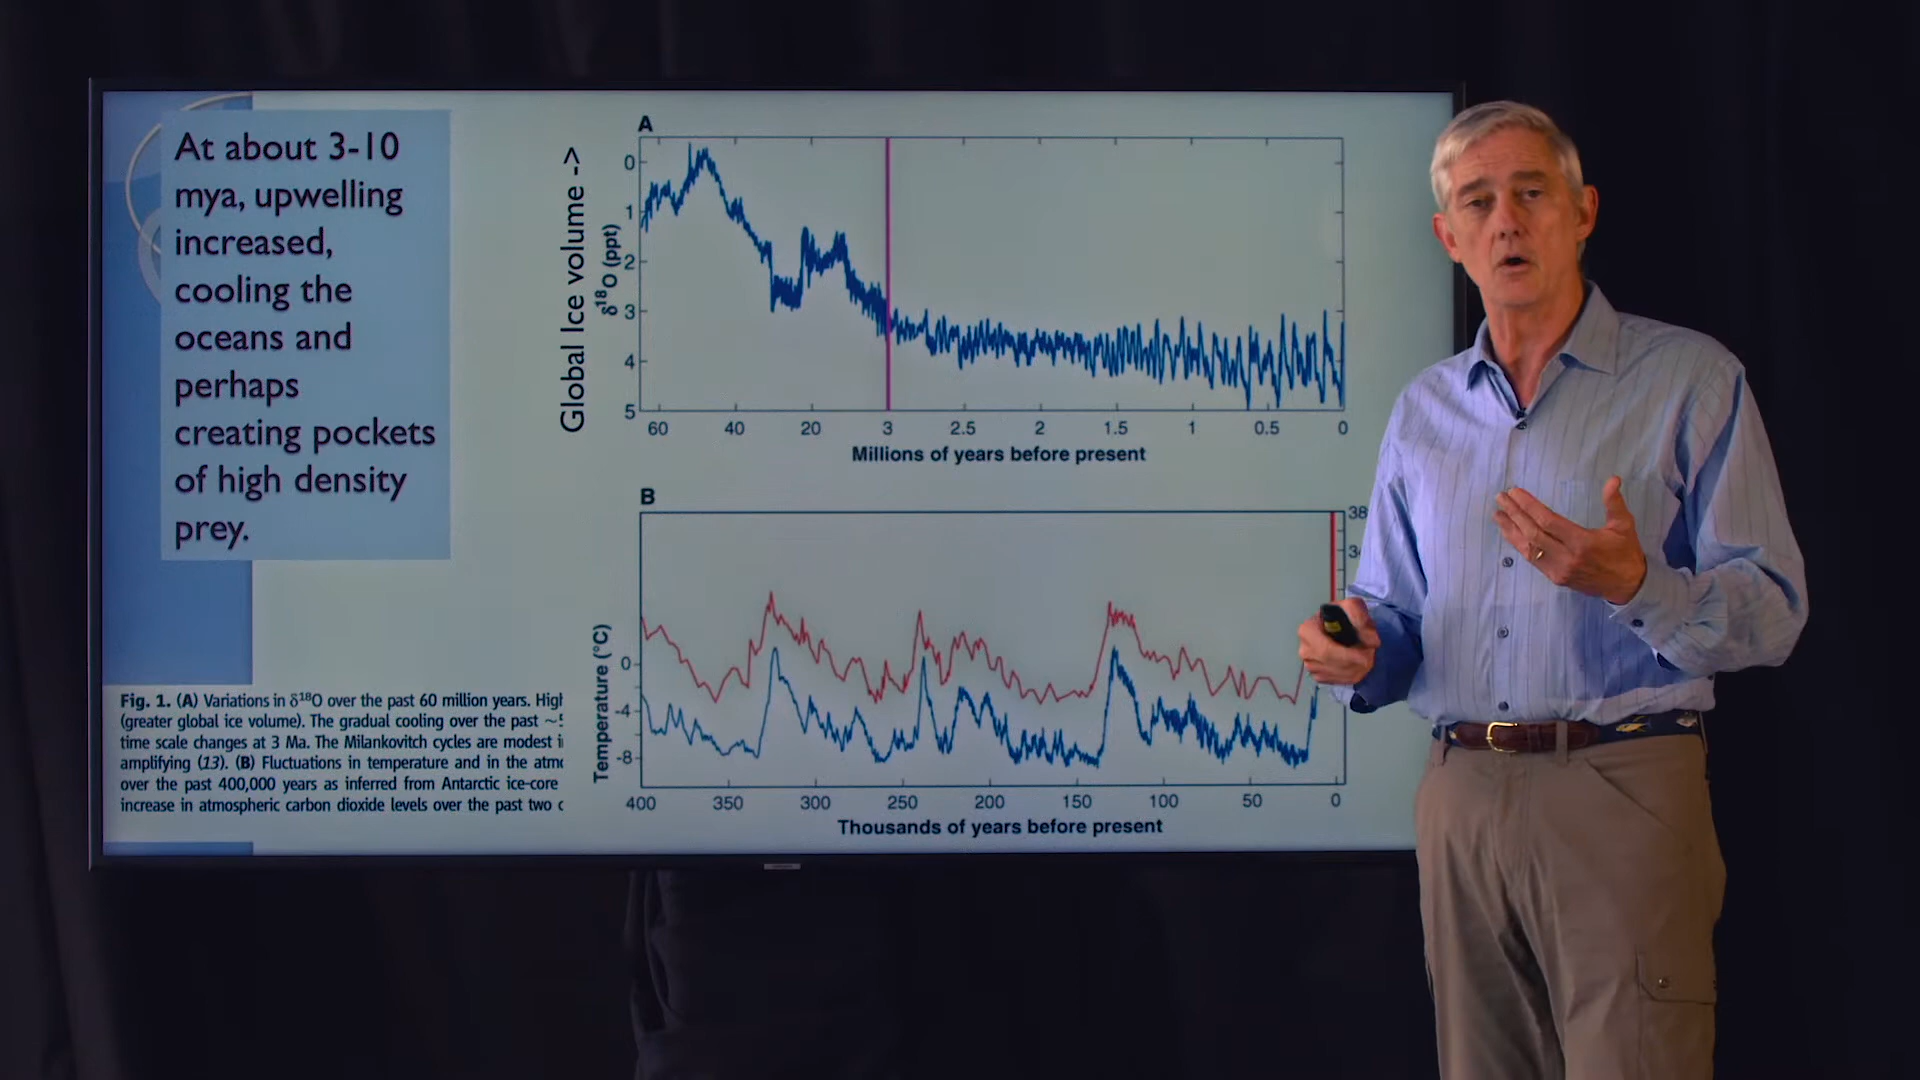 At about 3-10
mya, upwelling
increased,
cooling the
oceans and
perhaps
creating pockets
of high density
prey.
Fig. 1. (A) Variations in δ¹⁸O over the past 60 million years. High
(greater global ice volume). The gradual cooling over the past ~5
time scale changes at 3 Ma. The Milankovitch cycles are modest i
amplifying (13). (B) Fluctuations in temperature and in the atmo
over the past 400,000 years as inferred from Antarctic ice-core
increase in atmospheric carbon dioxide levels over the past two c
A
Global Ice volume ->
δ¹⁸O (ppt)
0
1
2
3
4
5
60 40 20 3 2.5 2 1.5 1 0.5 0
Millions of years before present
B
Temperature (°C)
0
-4
-8
38
34
400 350 300 250 200 150 100 50 0
Thousands of years before present